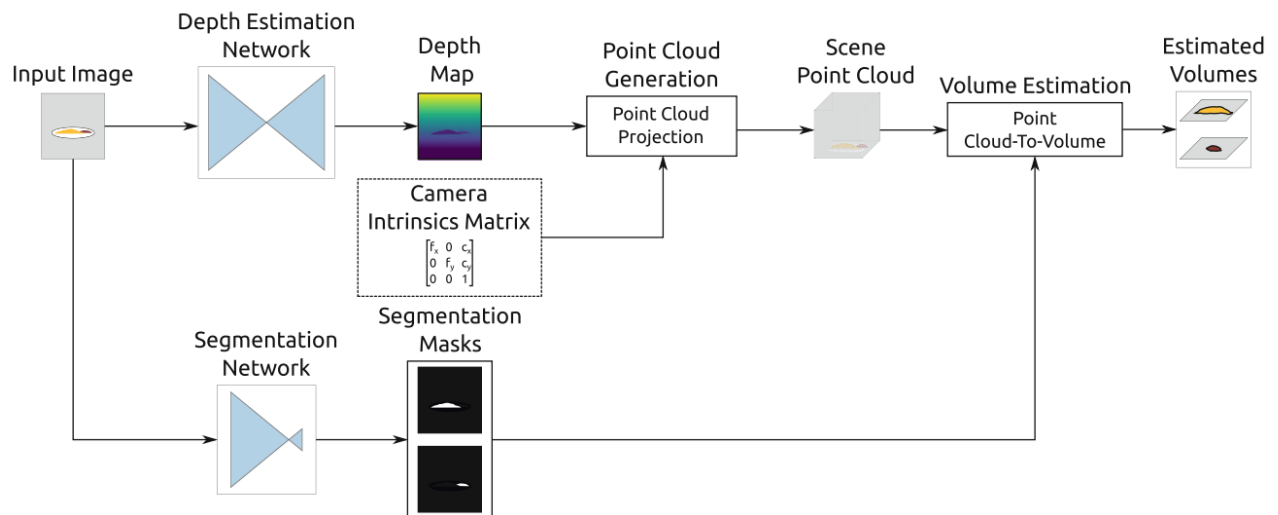 Input Image
Depth Estimation
Network
Depth
Map
Point Cloud
Generation
Point Cloud
Projection
Scene
Point Cloud
Volume Estimation
Point
Cloud-To-Volume
Estimated
Volumes
Camera
Intrinsics Matrix
f_x 0 c_x
0 f_y c_y
0 0 1
Segmentation
Network
Segmentation
Masks